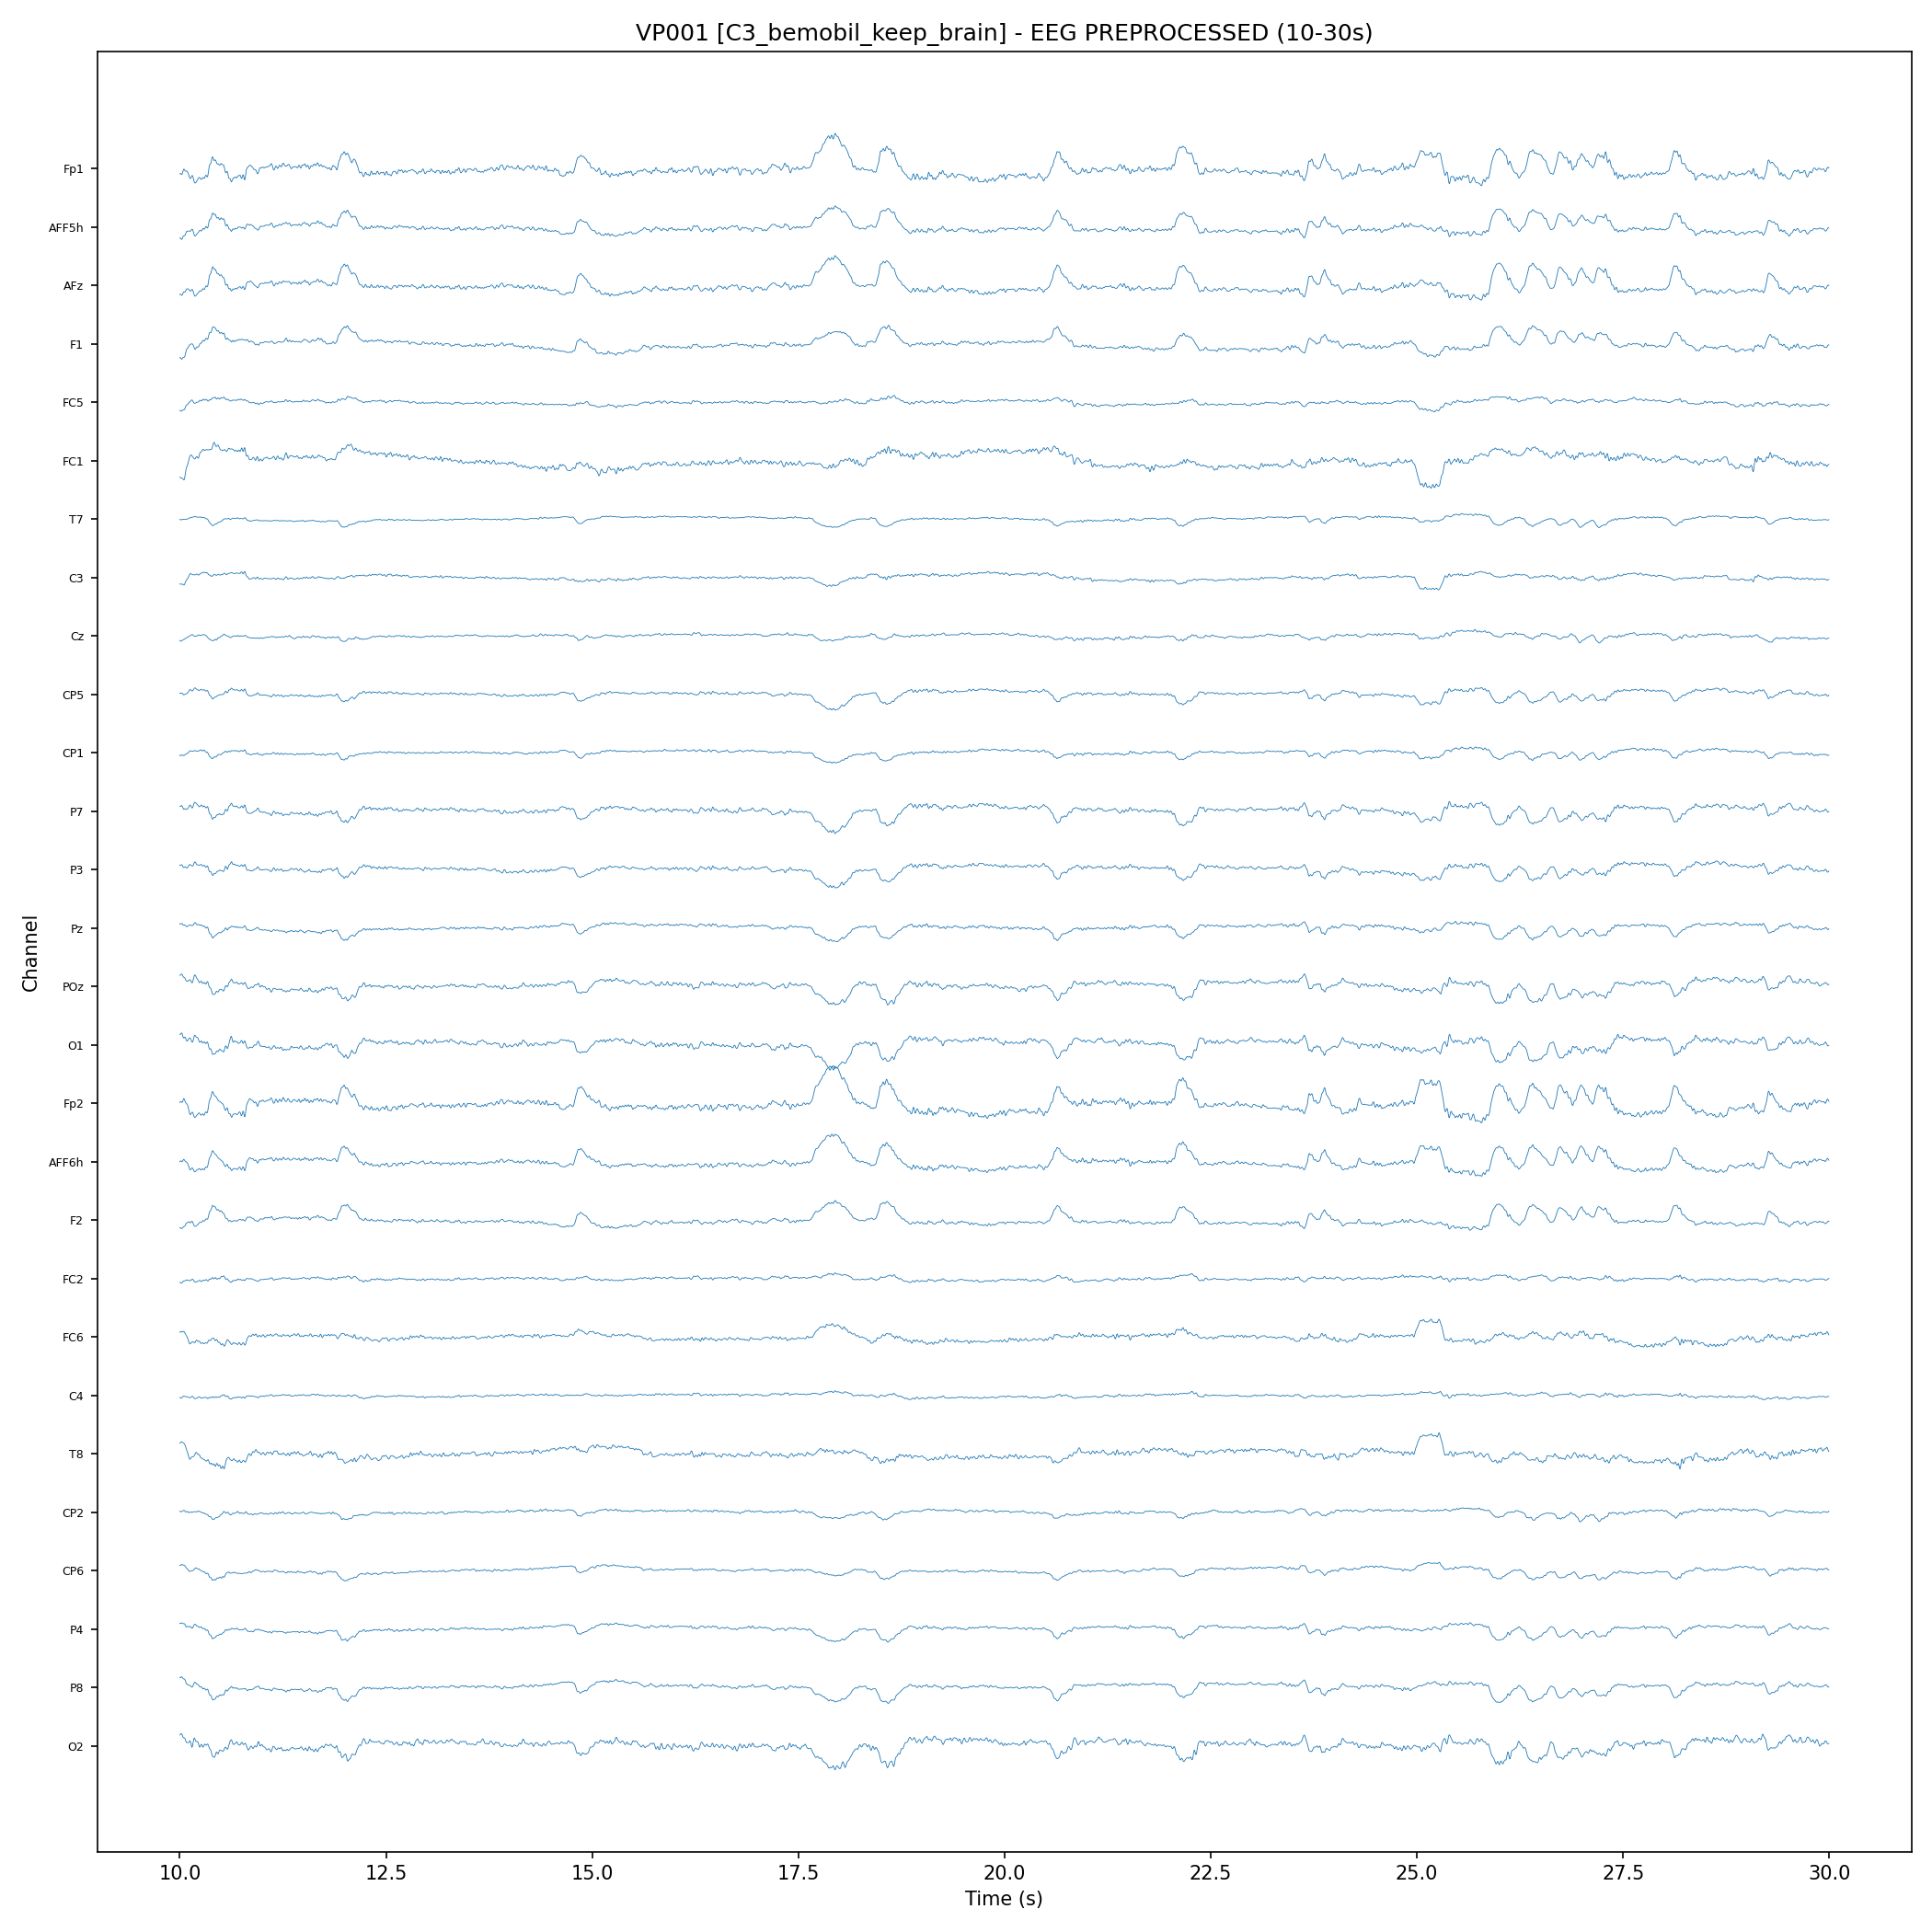 VP001 [C3_bemobil_keep_brain] - EEG PREPROCESSED (10-30s)
Channel
Fp1
AFF5h
AFz
F1
FC5
FC1
T7
C3
Cz
CP5
CP1
P7
P3
Pz
POz
O1
Fp2
AFF6h
F2
FC2
FC6
C4
T8
CP2
CP6
P4
P8
O2
10.0 12.5 15.0 17.5 20.0 22.5 25.0 27.5 30.0
Time (s)